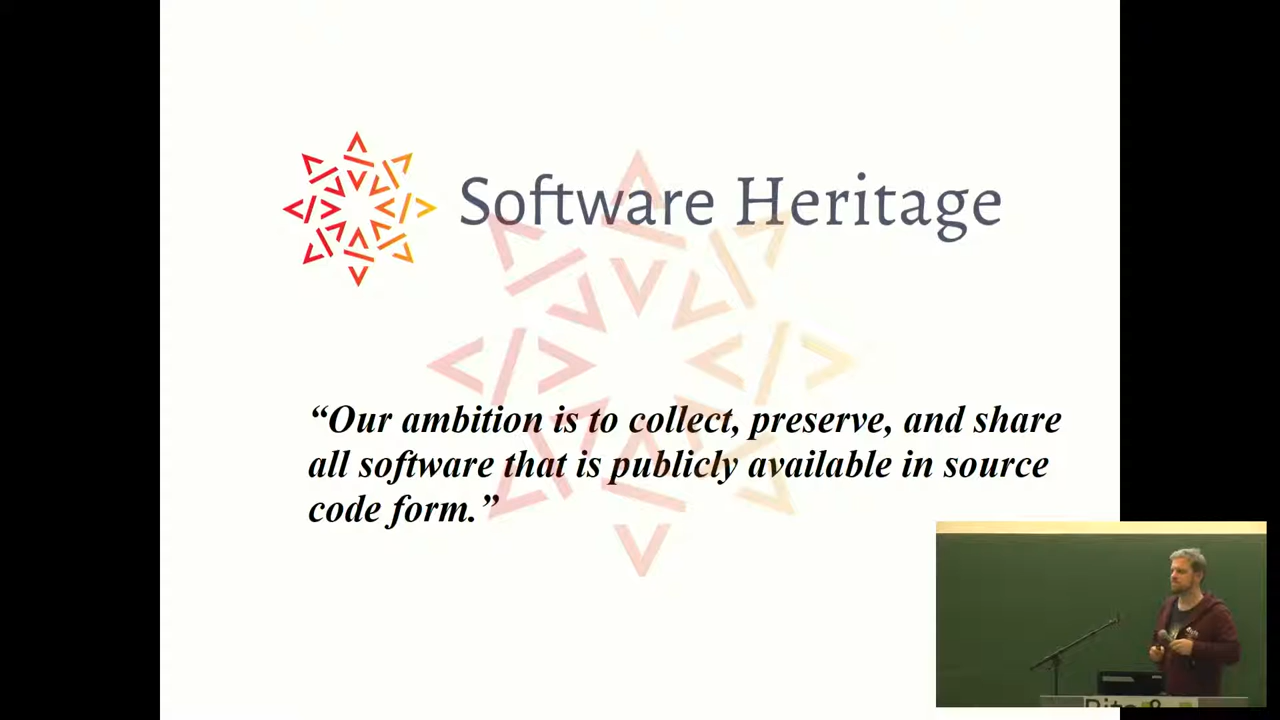 Software Heritage
“Our ambition is to collect, preserve, and share
all software that is publicly available in source
code form.”